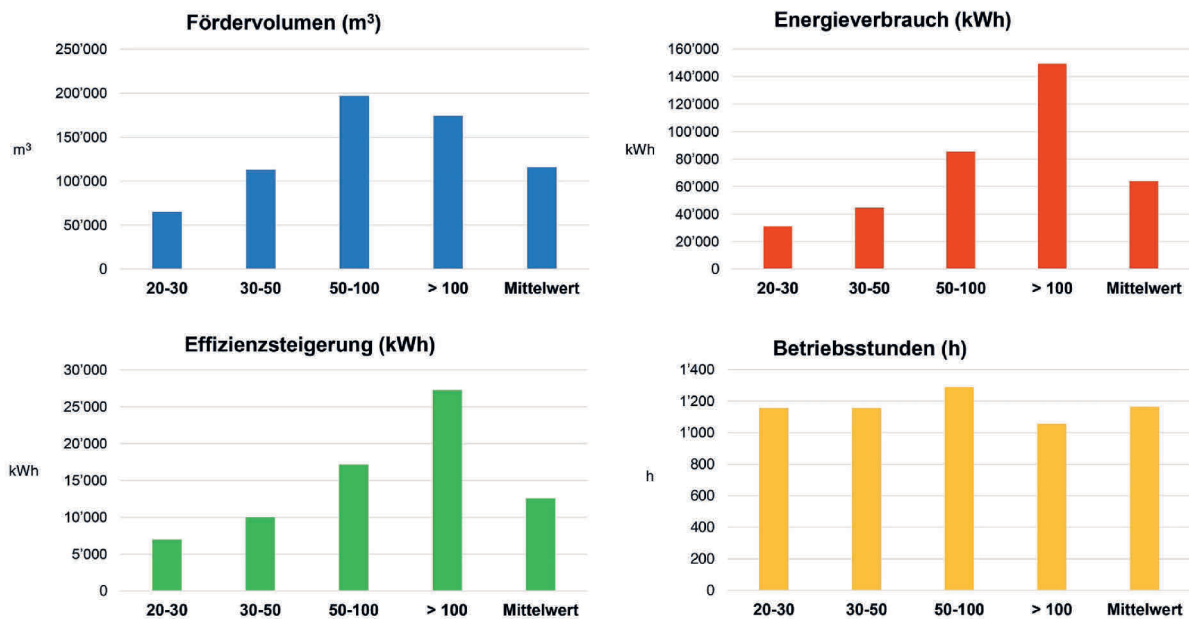 Fördervolumen (m³)
250’000
200’000
150’000
100’000
50’000
0
m³
20-30 30-50 50-100 > 100 Mittelwert
Energieverbrauch (kWh)
160’000
140’000
120’000
100’000
80’000
60’000
40’000
20’000
0
kWh
20-30 30-50 50-100 > 100 Mittelwert
Effizienzsteigerung (kWh)
30’000
25’000
20’000
15’000
10’000
5’000
0
kWh
20-30 30-50 50-100 > 100 Mittelwert
Betriebsstunden (h)
1’400
1’200
1’000
800
600
400
200
0
h
20-30 30-50 50-100 > 100 Mittelwert